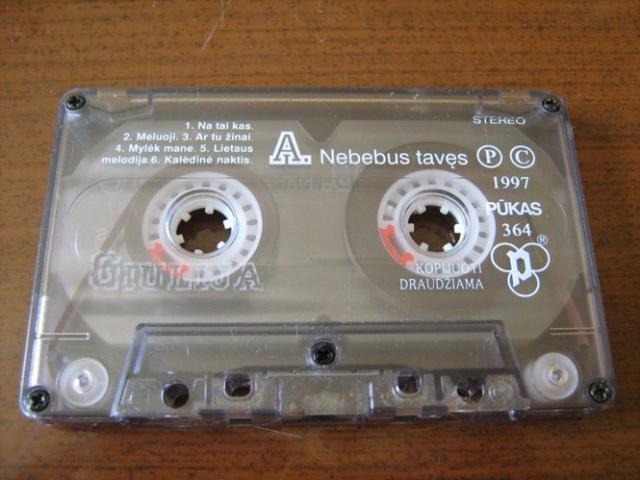 1. Na tai kas.
2. Meluoji. 3. Ar tu žinai.
4. Mylėk mane. 5. Lietaus
melodija.6. Kalėdinė naktis.
STEREO
A. Nebebus tavęs Ⓟ Ⓒ
1997
PŪKAS
364
p ®
KOPIJUOTI
DRAUDŽIAMA
GIULIJA